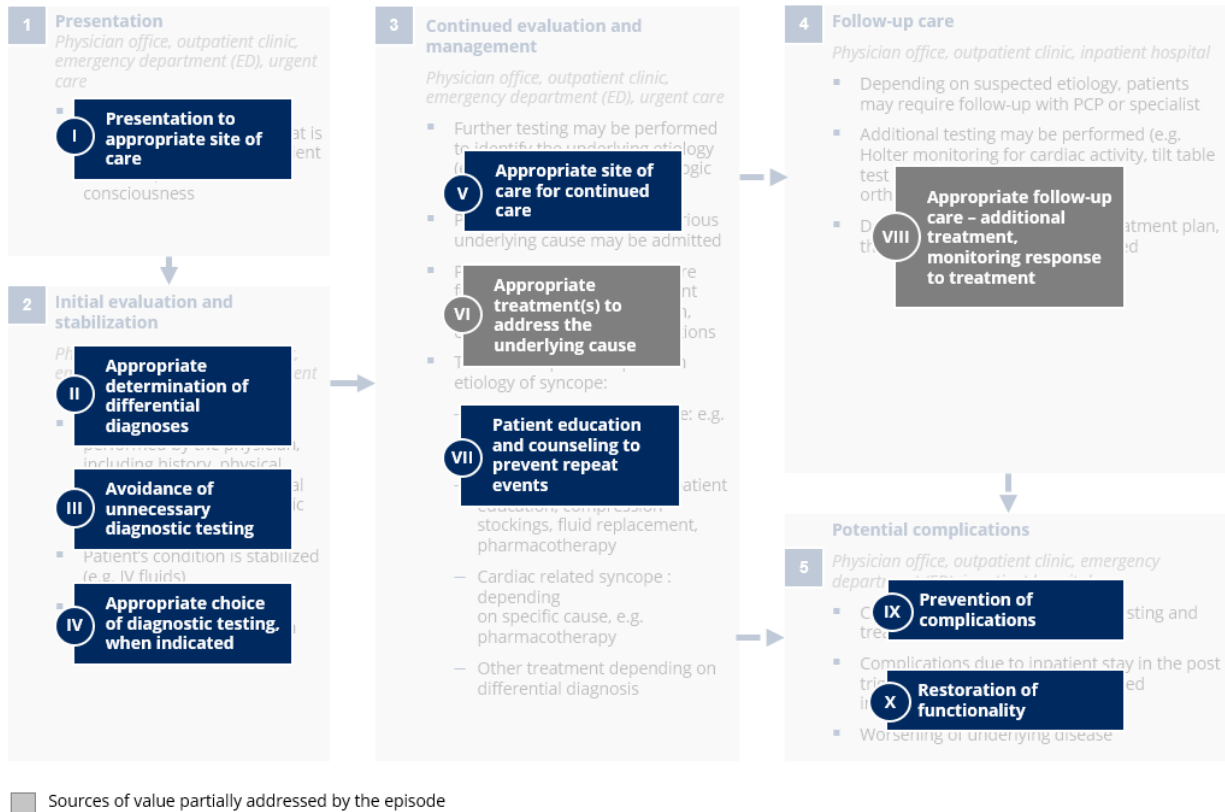 1
Presentation
Physician office, outpatient clinic,
emergency department (ED), urgent
care
I
Presentation to
appropriate site of
care
consciousness
2
Initial evaluation and
stabilization
II
Appropriate
determination of
differential
diagnoses
performed by the physician,
including history, physical
III
Avoidance of
unnecessary
diagnostic testing
Patient's condition is stabilized
(e.g. IV fluids)
IV
Appropriate choice
of diagnostic testing,
when indicated
3
Continued evaluation and
management
Physician office, outpatient clinic,
emergency department (ED), urgent care
▪ Further testing may be performed
to identify the underlying etiology
V
Appropriate site of
care for continued
care
underlying cause may be admitted
VI
Appropriate
treatment(s) to
address the
underlying cause
etiology of syncope:
e.g.
VII
Patient education
and counseling to
prevent repeat
events
education, compression
stockings, fluid replacement,
pharmacotherapy
– Cardiac related syncope :
depending
on specific cause, e.g.
pharmacotherapy
– Other treatment depending on
differential diagnosis
4
Follow-up care
Physician office, outpatient clinic, inpatient hospital
▪ Depending on suspected etiology, patients
may require follow-up with PCP or specialist
▪ Additional testing may be performed (e.g.
Holter monitoring for cardiac activity, tilt table
test
VIII
Appropriate follow-up
care – additional
treatment,
monitoring response
to treatment
treatment plan,
5
Potential complications
Physician office, outpatient clinic, emergency
IX
Prevention of
complications
▪ Complications due to inpatient stay in the post
X
Restoration of
functionality
▪ Worsening of underlying disease
Sources of value partially addressed by the episode